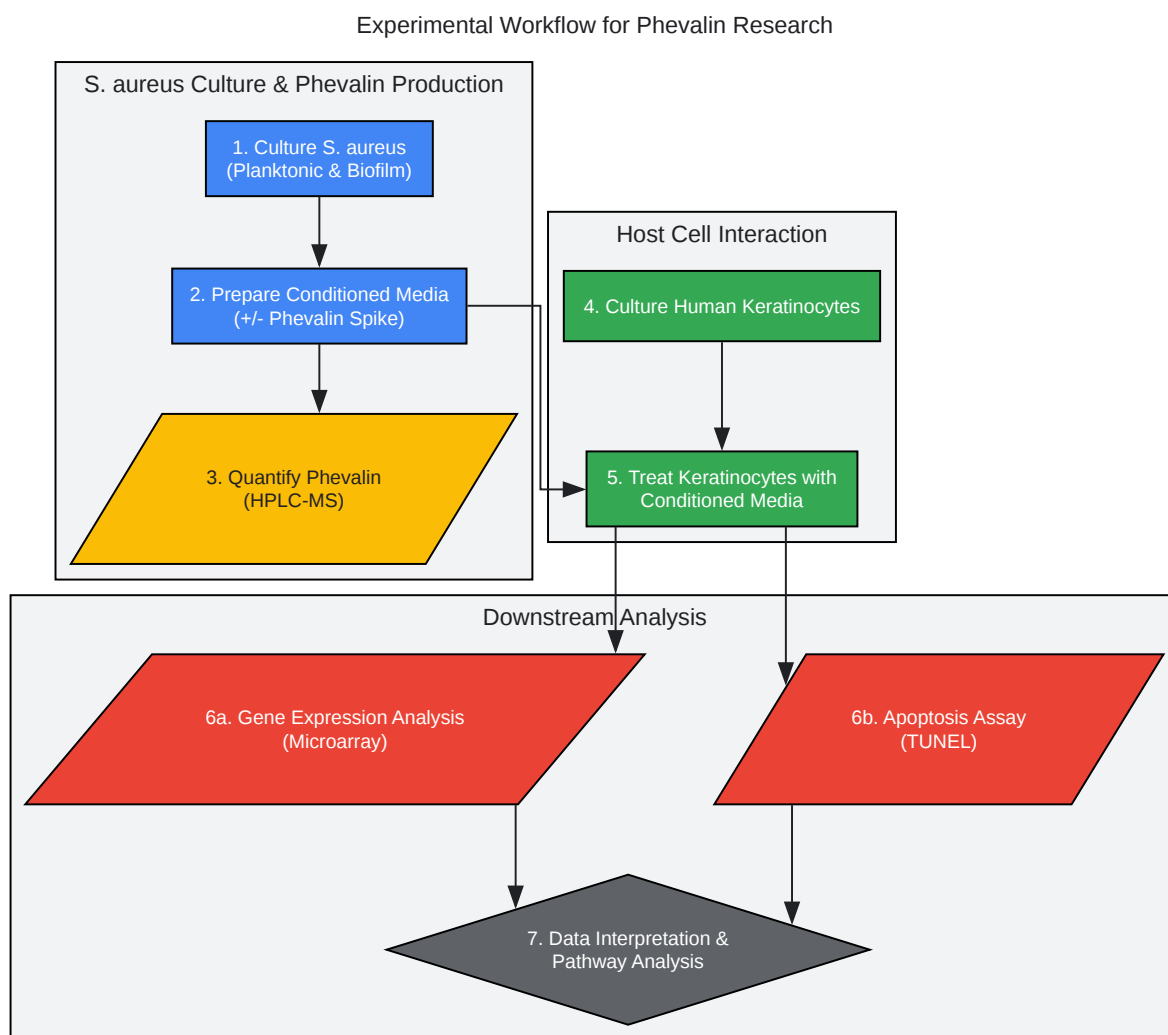 Experimental Workflow for Phevalin Research
S. aureus Culture & Phevalin Production
1. Culture S. aureus
(Planktonic & Biofilm)
2. Prepare Conditioned Media
(+/- Phevalin Spike)
3. Quantify Phevalin
(HPLC-MS)
Host Cell Interaction
4. Culture Human Keratinocytes
5. Treat Keratinocytes with
Conditioned Media
Downstream Analysis
6a. Gene Expression Analysis
(Microarray)
6b. Apoptosis Assay
(TUNEL)
7. Data Interpretation &
Pathway Analysis